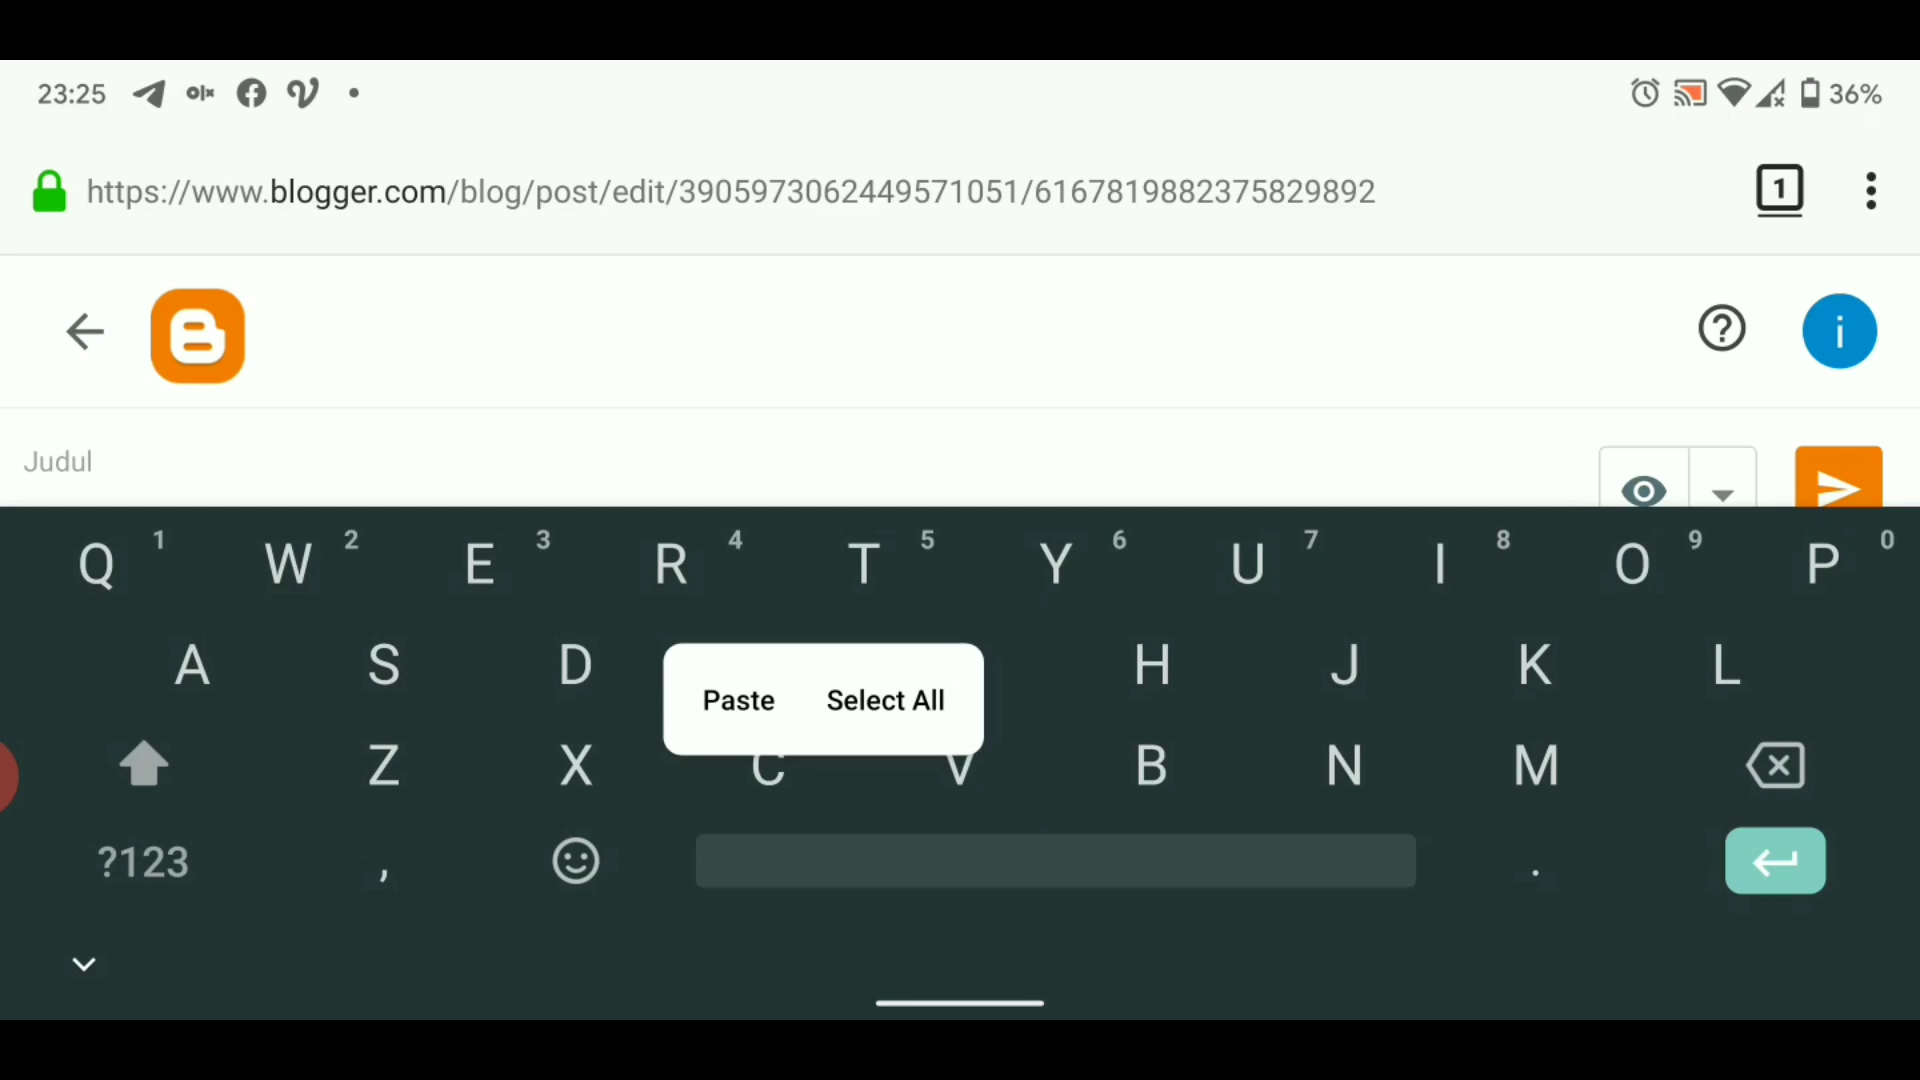 23:25 olx 36%
https://www.blogger.com/blog/post/edit/3905973062449571051/6167819882375829892 1
i
Judul
Q 1 W 2 E 3 R 4 T 5 Y 6 U 7 I 8 O 9 P 0
A S D H J K L
Paste Select All
Z X C V B N M
?123 , .